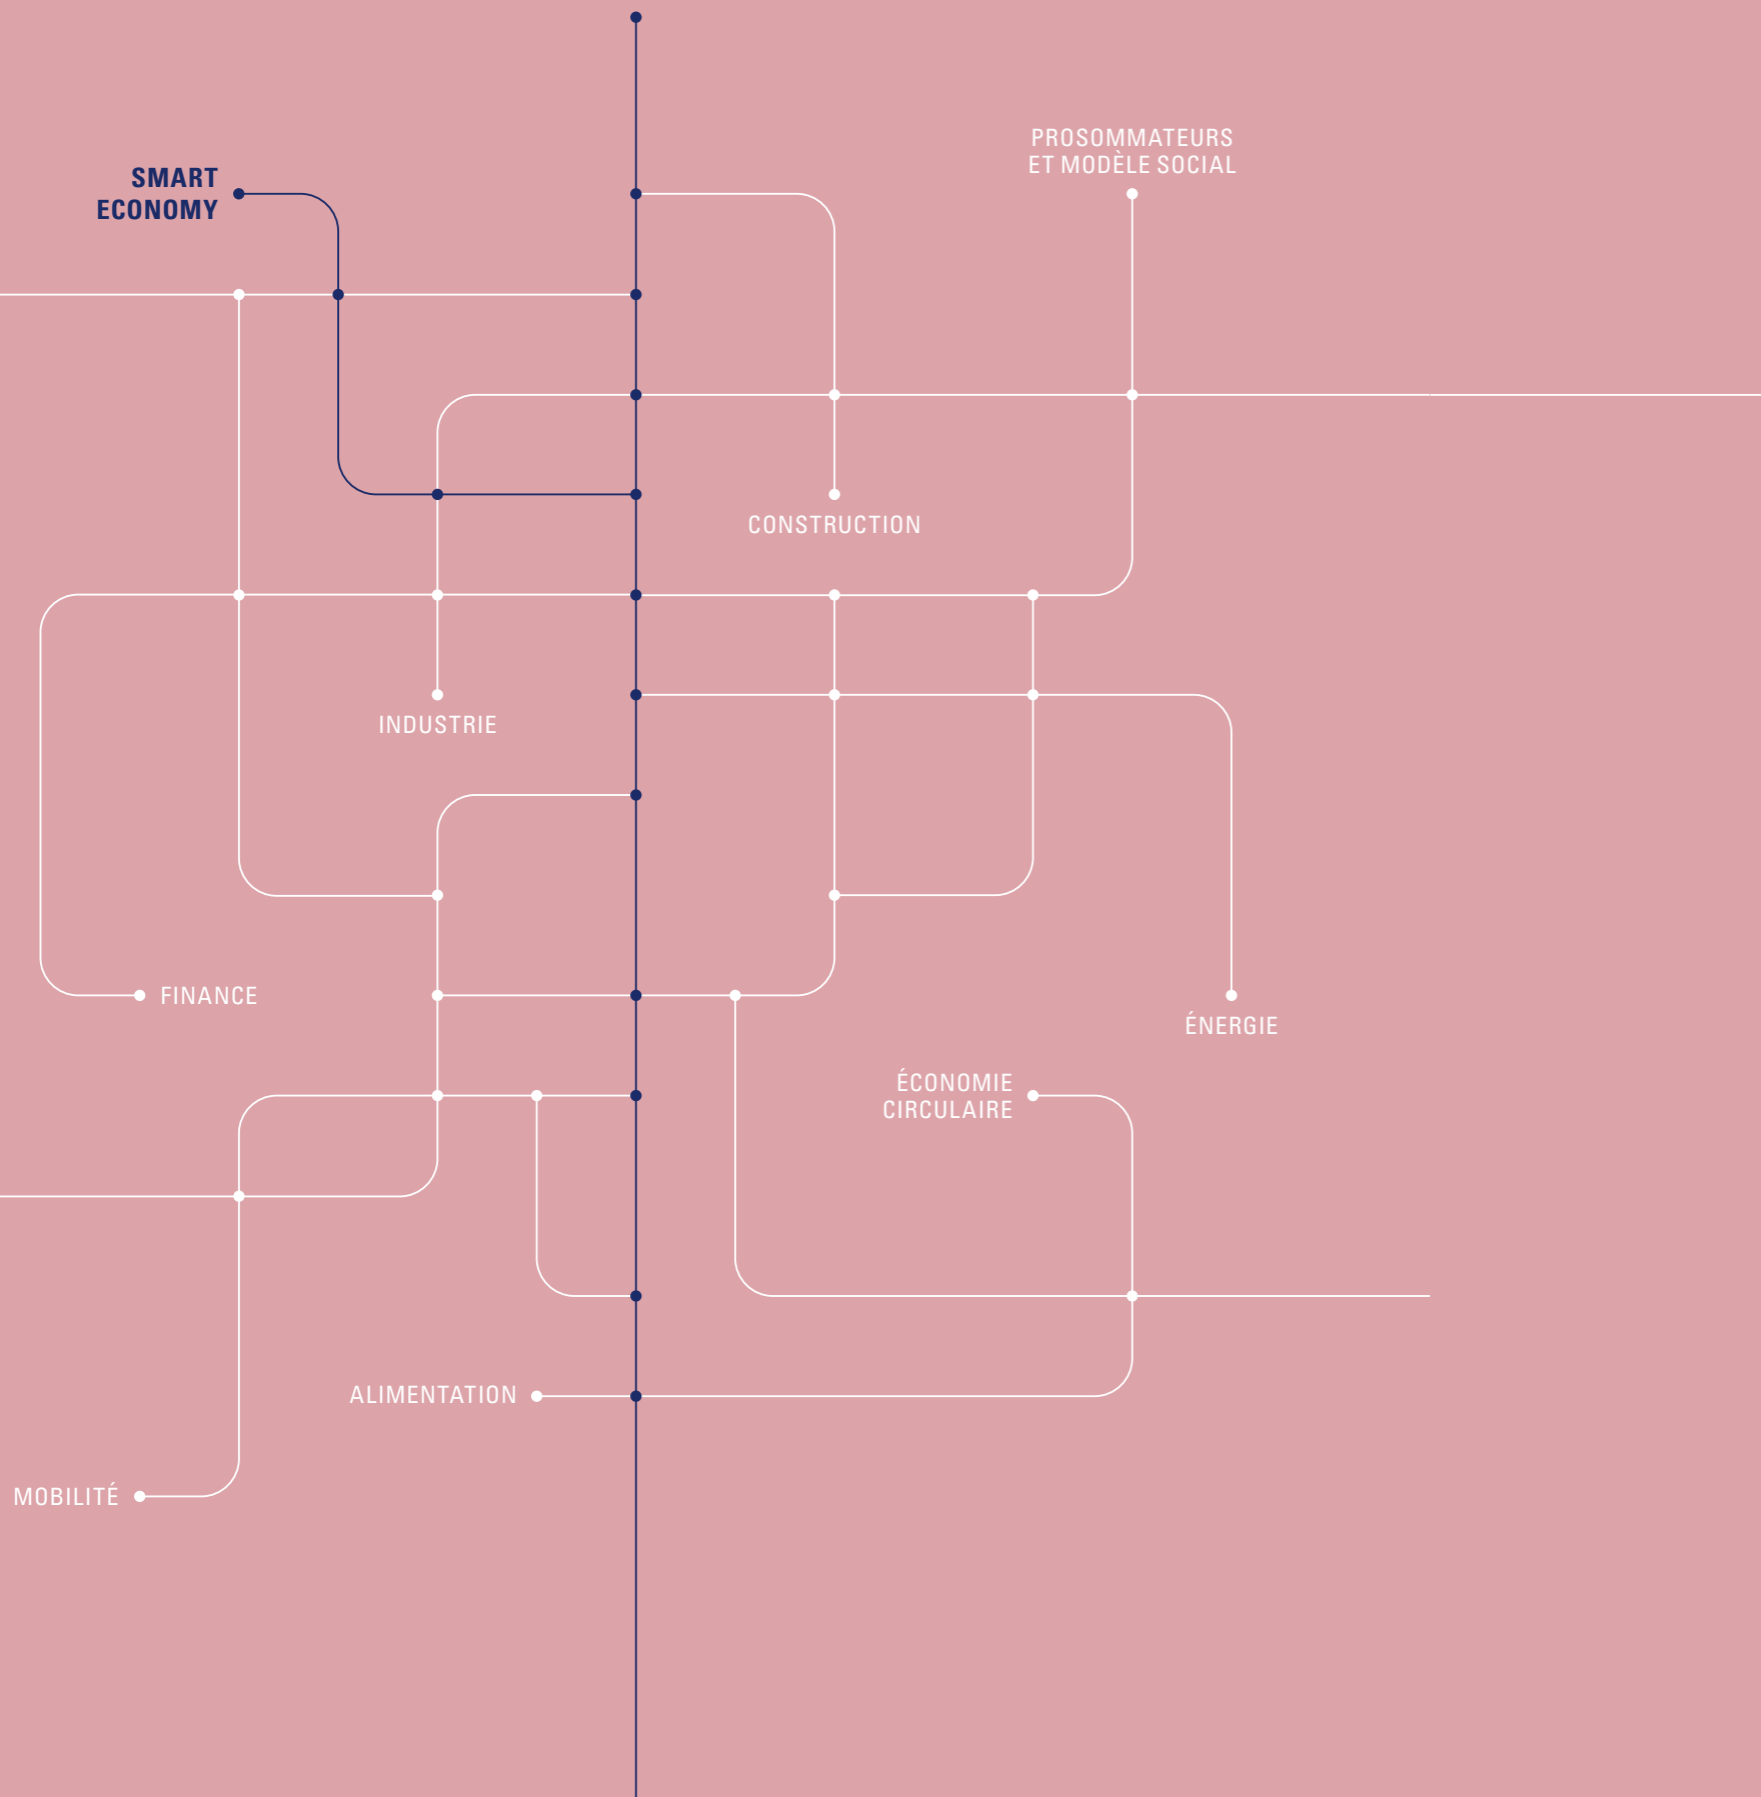 PROSOMMATEURS
ET MODÈLE SOCIAL
SMART
ECONOMY
CONSTRUCTION
INDUSTRIE
FINANCE
ÉNERGIE
ÉCONOMIE
CIRCULAIRE
ALIMENTATION
MOBILITÉ